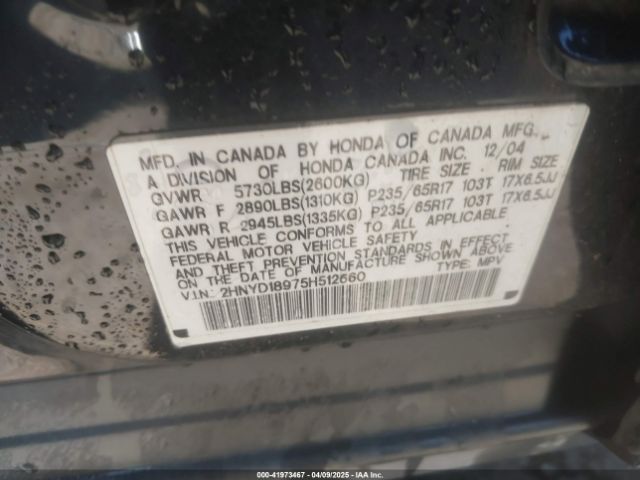 MFD. IN CANADA BY HONDA OF CANADA MFG.,
A DIVISION OF HONDA CANADA INC. 12/04
GVWR 5730LBS(2600KG) TIRE SIZE RIM SIZE
GAWR F 2890LBS(1310KG) P235/65R17 103T 17X6.5JJ
GAWR R 2945LBS(1335KG) P235/65R17 103T 17X6.5JJ
THIS VEHICLE CONFORMS TO ALL APPLICABLE
FEDERAL MOTOR VEHICLE SAFETY
AND THEFT PREVENTION STANDARDS IN EFFECT
ON THE DATE OF MANUFACTURE SHOWN ABOVE
V.I.N.: 2HNYD18975H512660 TYPE: MPV
000-41973467 - 04/09/2025 - IAA Inc.